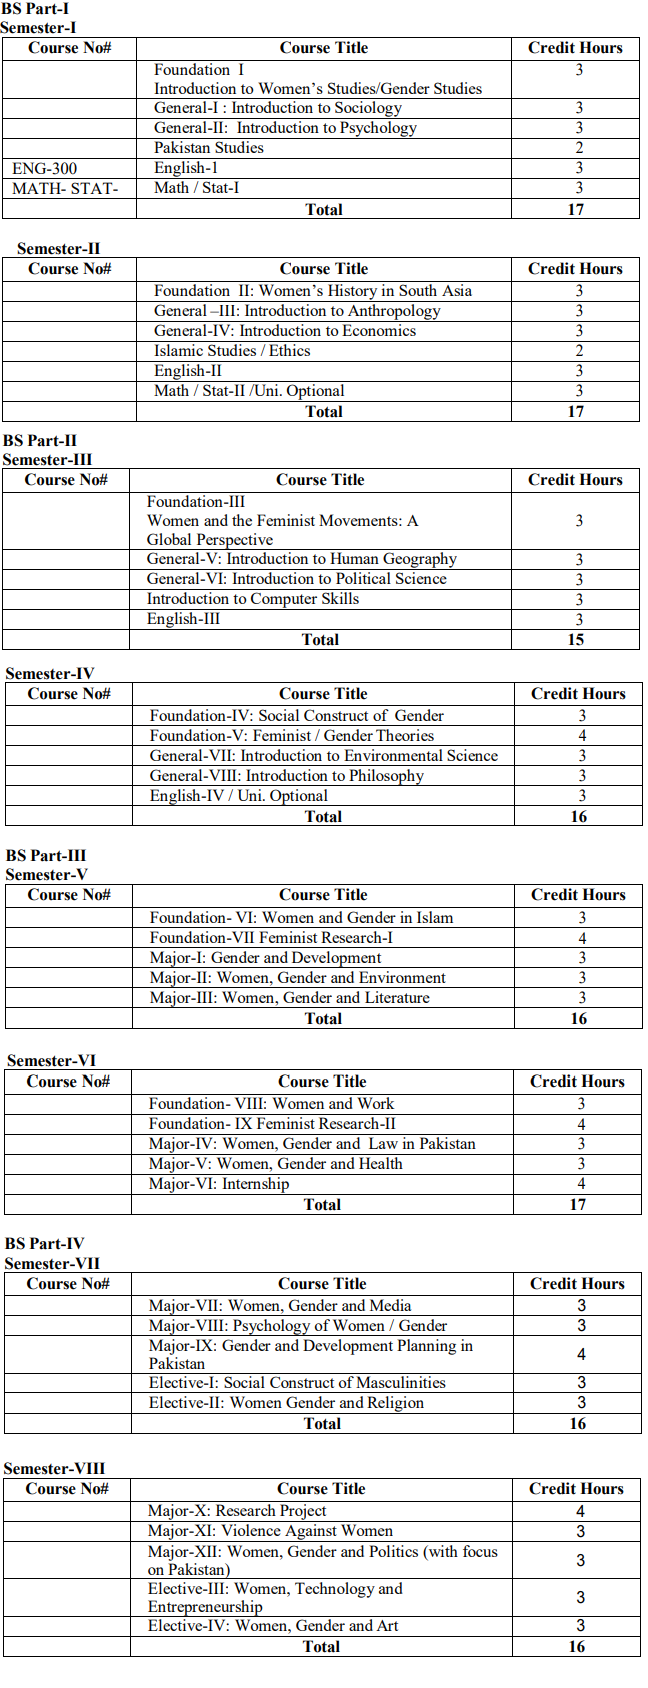 BS Part-I
Semester-I
Course No# Course Title Credit Hours
Foundation I 3
Introduction to Women's Studies/Gender Studies
General-I : Introduction to Sociology 3
General-II: Introduction to Psychology 3
Pakistan Studies 2
ENG-300 English-1 3
MATH- STAT- Math / Stat-I 3
Total 17
Semester-II
Course No# Course Title Credit Hours
Foundation II: Women's History in South Asia 3
General –III: Introduction to Anthropology 3
General-IV: Introduction to Economics 3
Islamic Studies / Ethics 2
English-II 3
Math / Stat-II /Uni. Optional 3
Total 17
BS Part-II
Semester-III
Course No# Course Title Credit Hours
Foundation-III
Women and the Feminist Movements: A 3
Global Perspective
General-V: Introduction to Human Geography 3
General-VI: Introduction to Political Science 3
Introduction to Computer Skills 3
English-III 3
Total 15
Semester-IV
Course No# Course Title Credit Hours
Foundation-IV: Social Construct of Gender 3
Foundation-V: Feminist / Gender Theories 4
General-VII: Introduction to Environmental Science 3
General-VIII: Introduction to Philosophy 3
English-IV / Uni. Optional 3
Total 16
BS Part-III
Semester-V
Course No# Course Title Credit Hours
Foundation- VI: Women and Gender in Islam 3
Foundation-VII Feminist Research-I 4
Major-I: Gender and Development 3
Major-II: Women, Gender and Environment 3
Major-III: Women, Gender and Literature 3
Total 16
Semester-VI
Course No# Course Title Credit Hours
Foundation- VIII: Women and Work 3
Foundation- IX Feminist Research-II 4
Major-IV: Women, Gender and Law in Pakistan 3
Major-V: Women, Gender and Health 3
Major-VI: Internship 4
Total 17
BS Part-IV
Semester-VII
Course No# Course Title Credit Hours
Major-VII: Women, Gender and Media 3
Major-VIII: Psychology of Women / Gender 3
Major-IX: Gender and Development Planning in 4
Pakistan
Elective-I: Social Construct of Masculinities 3
Elective-II: Women Gender and Religion 3
Total 16
Semester-VIII
Course No# Course Title Credit Hours
Major-X: Research Project 4
Major-XI: Violence Against Women 3
Major-XII: Women, Gender and Politics (with focus 3
on Pakistan)
Elective-III: Women, Technology and 3
Entrepreneurship
Elective-IV: Women, Gender and Art 3
Total 16